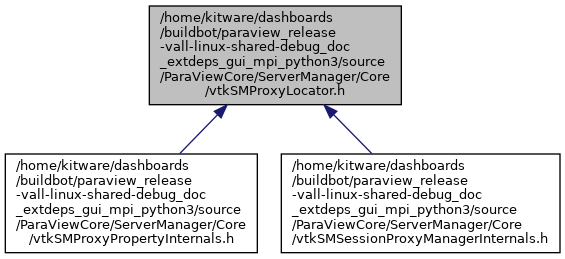 /home/kitware/dashboards
/buildbot/paraview_release
-vall-linux-shared-debug_doc
_extdeps_gui_mpi_python3/source
/ParaViewCore/ServerManager/Core
/vtkSMProxyLocator.h
/home/kitware/dashboards
/buildbot/paraview_release
-vall-linux-shared-debug_doc
_extdeps_gui_mpi_python3/source
/ParaViewCore/ServerManager/Core
/vtkSMProxyPropertyInternals.h
/home/kitware/dashboards
/buildbot/paraview_release
-vall-linux-shared-debug_doc
_extdeps_gui_mpi_python3/source
/ParaViewCore/ServerManager/Core
/vtkSMSessionProxyManagerInternals.h